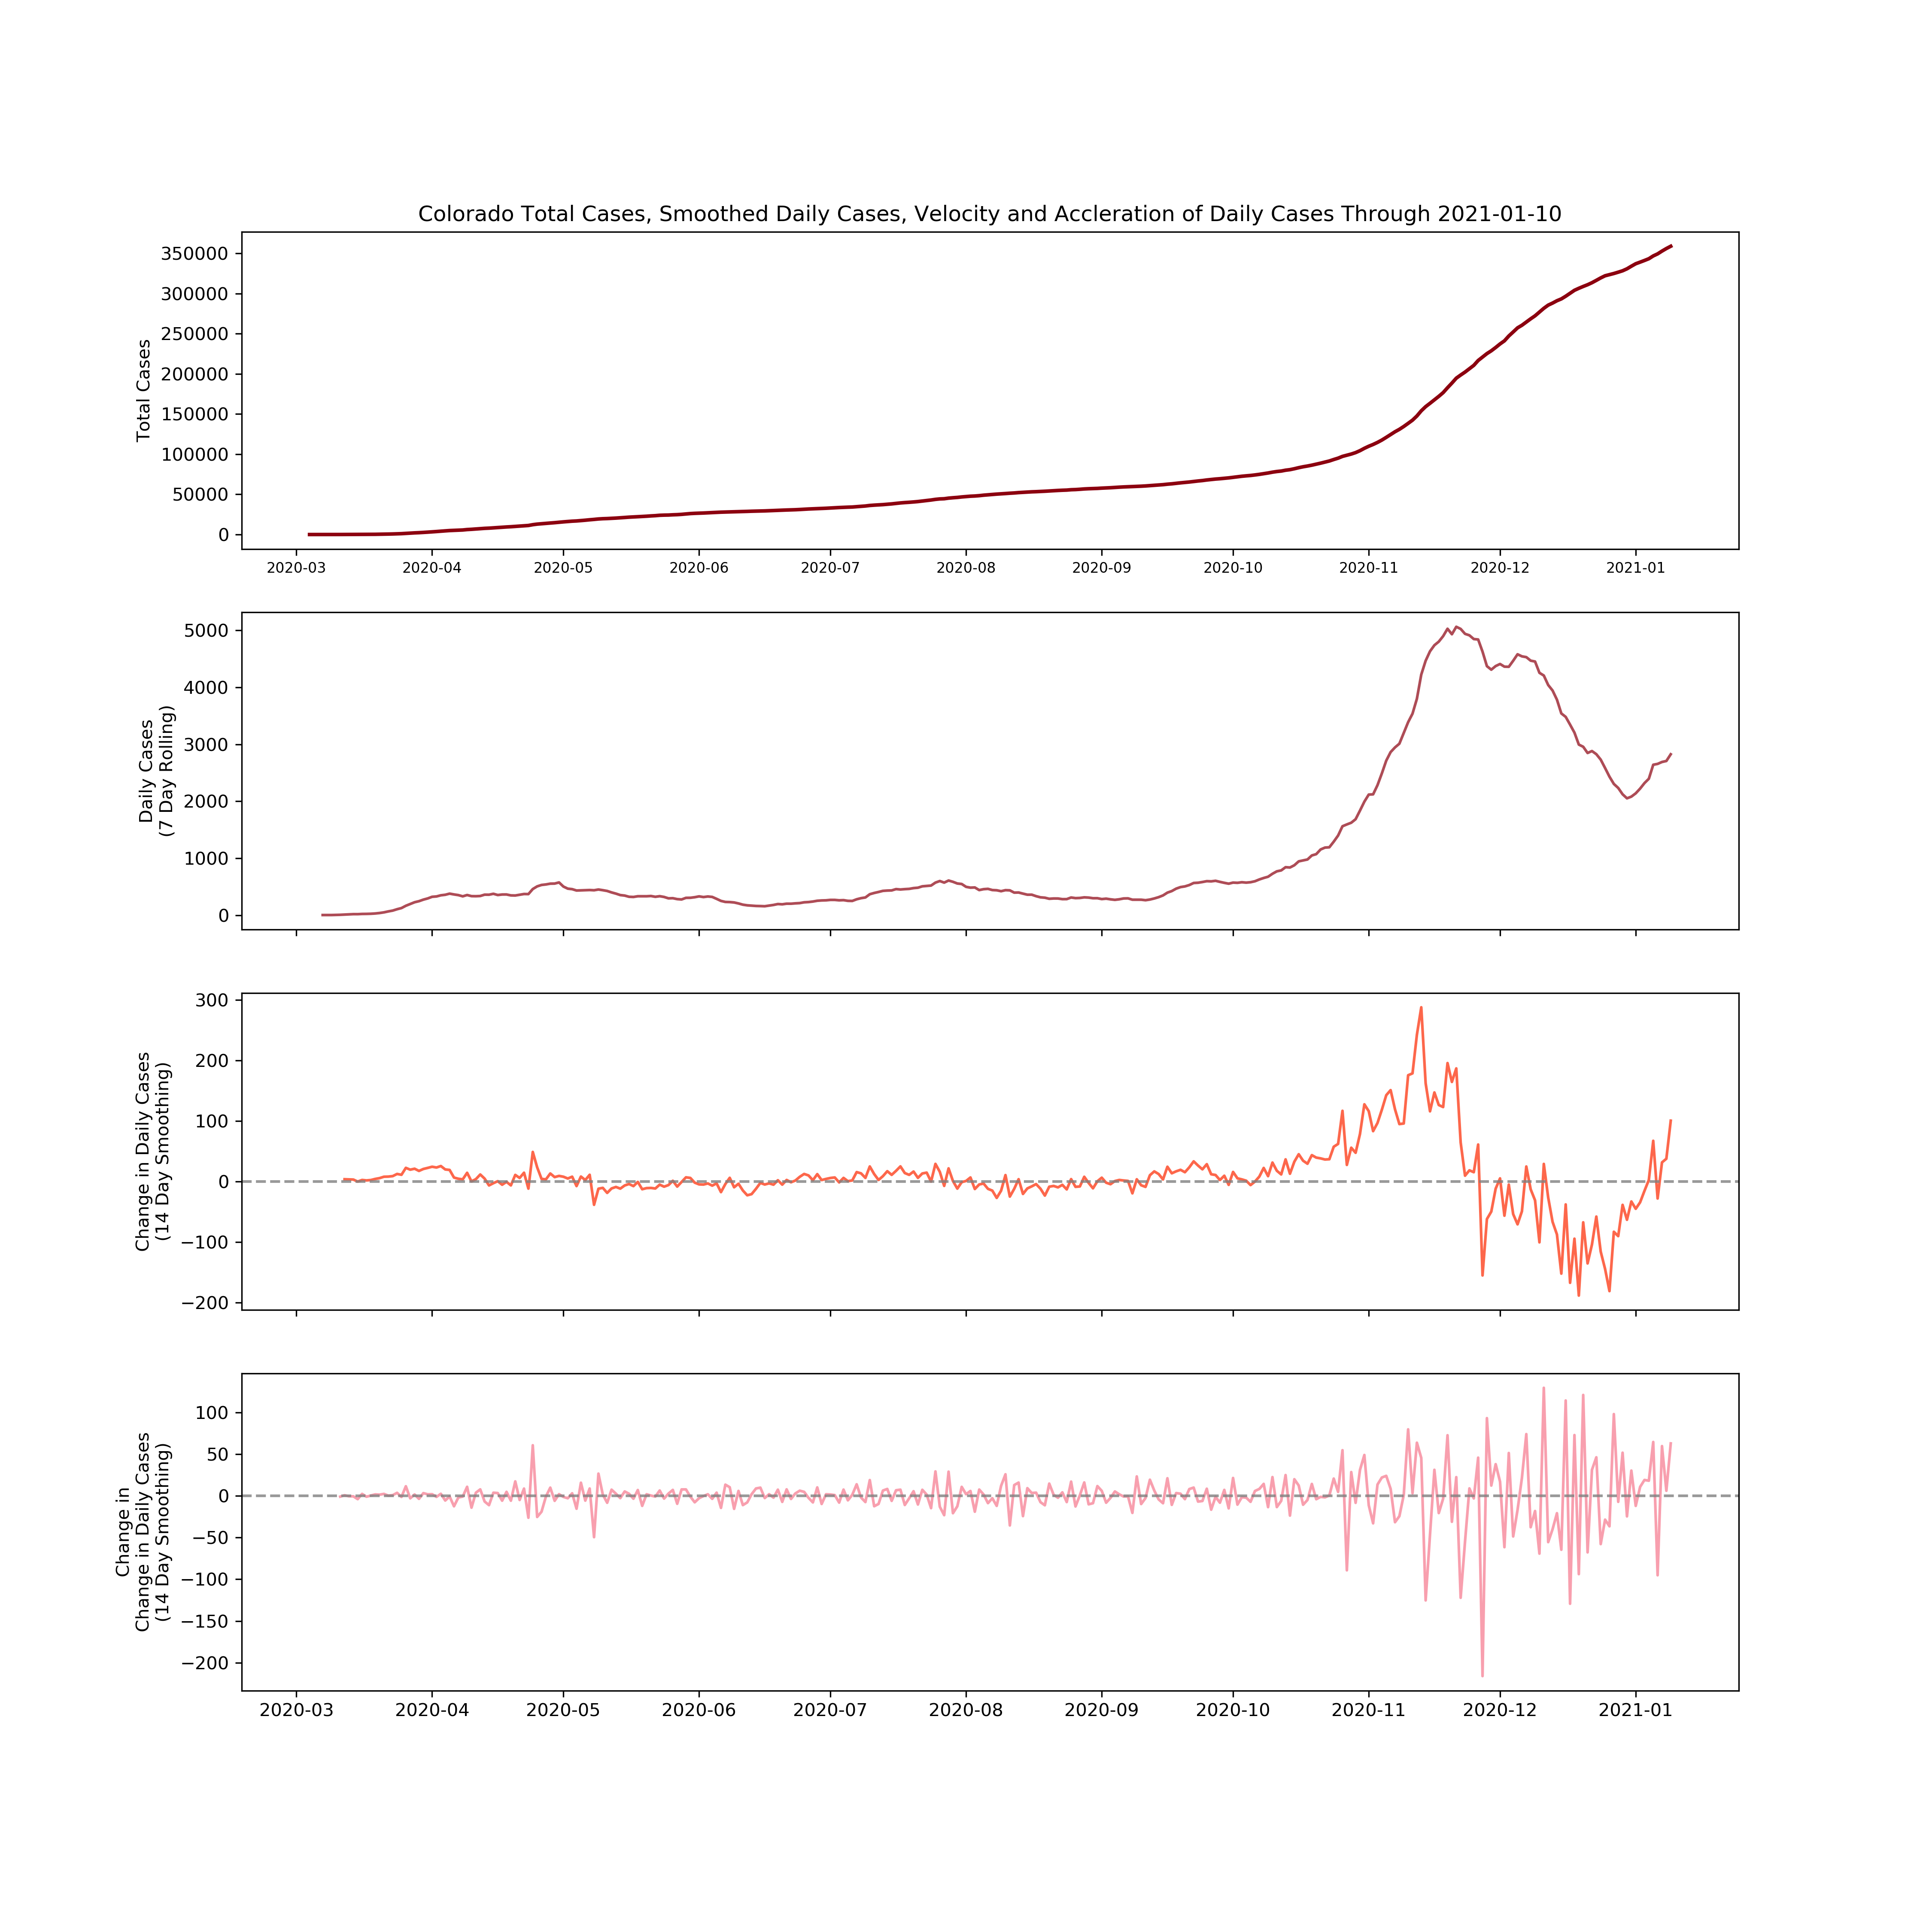 Colorado Total Cases, Smoothed Daily Cases, Velocity and Accleration of Daily Cases Through 2021-01-10
Total Cases
350000
300000
250000
200000
150000
100000
50000
0
2020-03 2020-04 2020-05 2020-06 2020-07 2020-08 2020-09 2020-10 2020-11 2020-12 2021-01
Daily Cases
(7 Day Rolling)
5000
4000
3000
2000
1000
0
Change in Daily Cases
(14 Day Smoothing)
300
200
100
0
−100
−200
Change in
Change in Daily Cases
(14 Day Smoothing)
100
50
0
−50
−100
−150
−200
2020-03 2020-04 2020-05 2020-06 2020-07 2020-08 2020-09 2020-10 2020-11 2020-12 2021-01